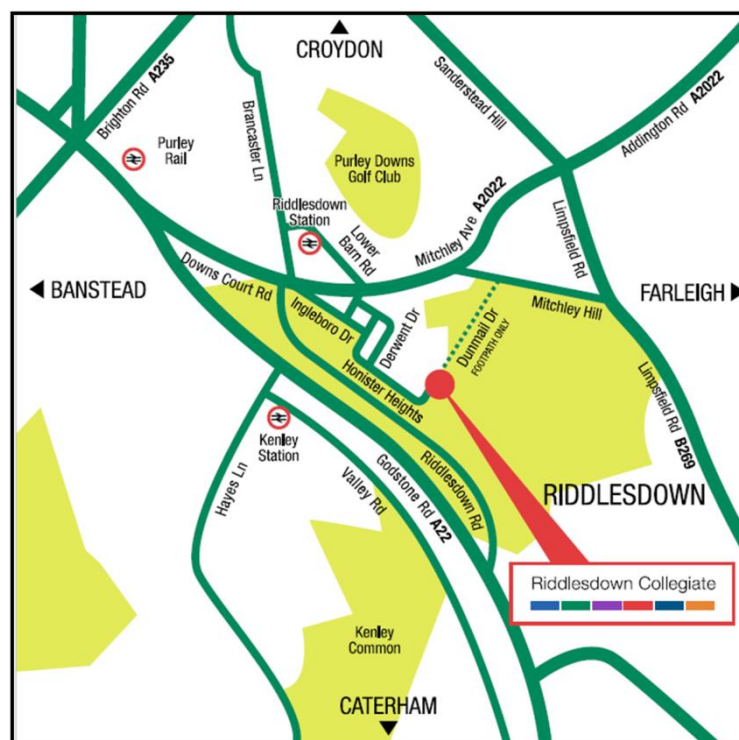 CROYDON
Brighton Rd A235
Purley
Rail
Brancaster Ln
Sanderstead Hill
Addington Rd A2022
Purley Downs
Golf Club
Riddlesdown
Station
Lower
Barn Rd
Mitchley Ave A2022
Limpsfield Rd
BANSTEAD
Downs Court Rd
Ingleboro Dr
Derwent Dr
Dunmail Dr
FOOTPATH ONLY
Mitchley Hill
FARLEIGH
Honister Heights
Limpsfield Rd B269
Kenley
Station
Hayes Ln
Valley Rd
Godstone Rd A22
Riddlesdown Rd
RIDDLESDOWN
Riddlesdown Collegiate
Kenley
Common
CATERHAM